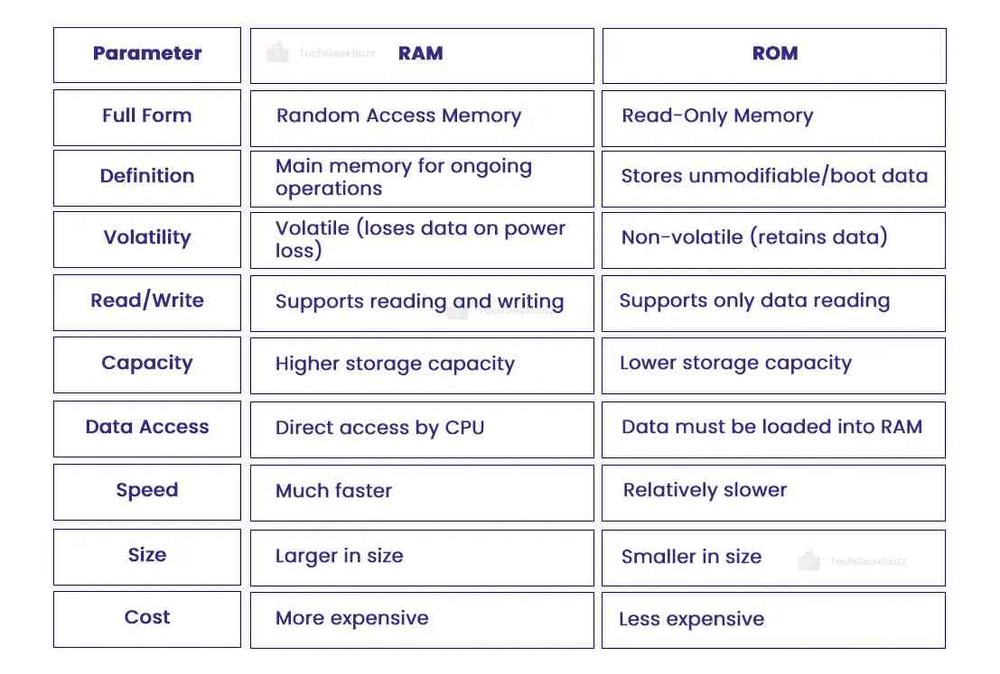 Parameter
TechGeekBuzz
RAM
ROM
Full Form
Random Access Memory
Read-Only Memory
Definition
Main memory for ongoing
operations
Stores unmodifiable/boot data
Volatility
Volatile (loses data on power
loss)
Non-volatile (retains data)
Read/Write
Supports reading and writing
Supports only data reading
Capacity
Higher storage capacity
Lower storage capacity
Data Access
Direct access by CPU
Data must be loaded into RAM
Speed
Much faster
Relatively slower
Size
Larger in size
Smaller in size
TechGeekBuzz
Cost
More expensive
Less expensive